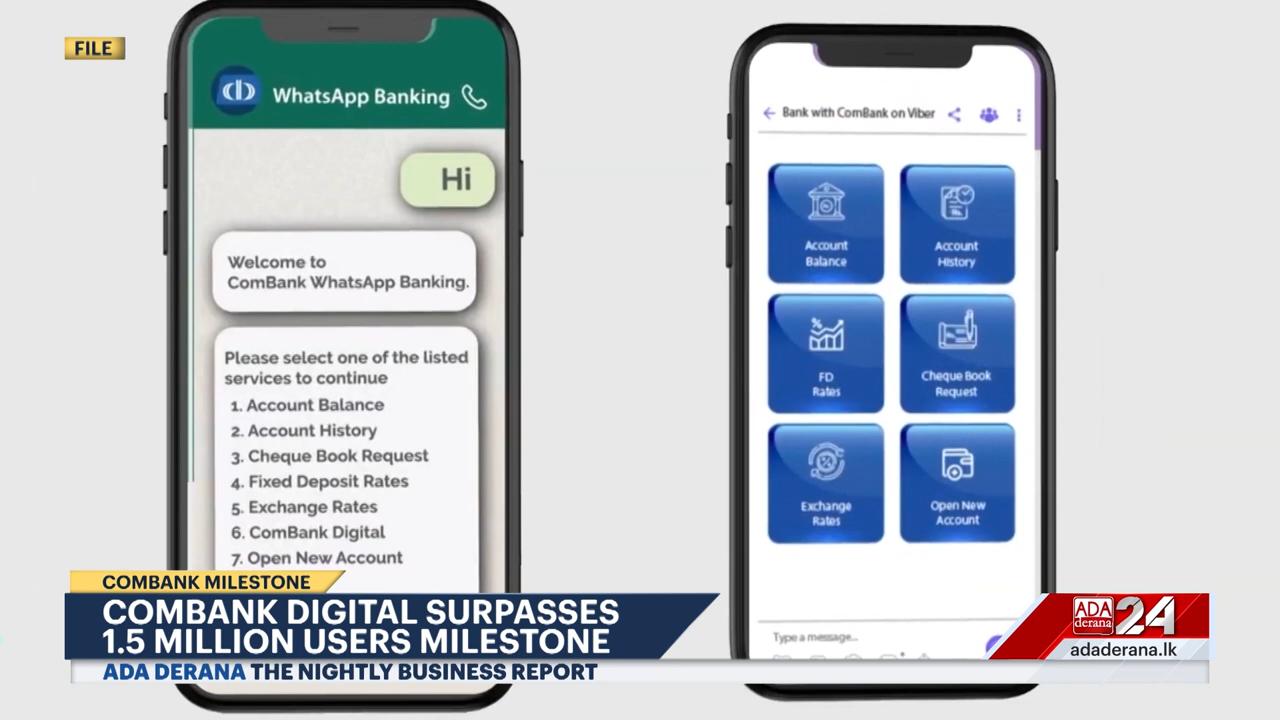 FILE
WhatsApp Banking
Hi
Welcome to
ComBank WhatsApp Banking.
Please select one of the listed
services to continue
1. Account Balance
2. Account History
3. Cheque Book Request
4. Fixed Deposit Rates
5. Exchange Rates
6. ComBank Digital
7. Open New Account
Bank with ComBank on Viber
Account
Balance
Account
History
FD
Rates
Cheque Book
Request
Exchange
Rates
Open New
Account
Type a message...
COMBANK MILESTONE
COMBANK DIGITAL SURPASSES
1.5 MILLION USERS MILESTONE
ADA DERANA THE NIGHTLY BUSINESS REPORT
ADA
derana
24
adaderana.lk